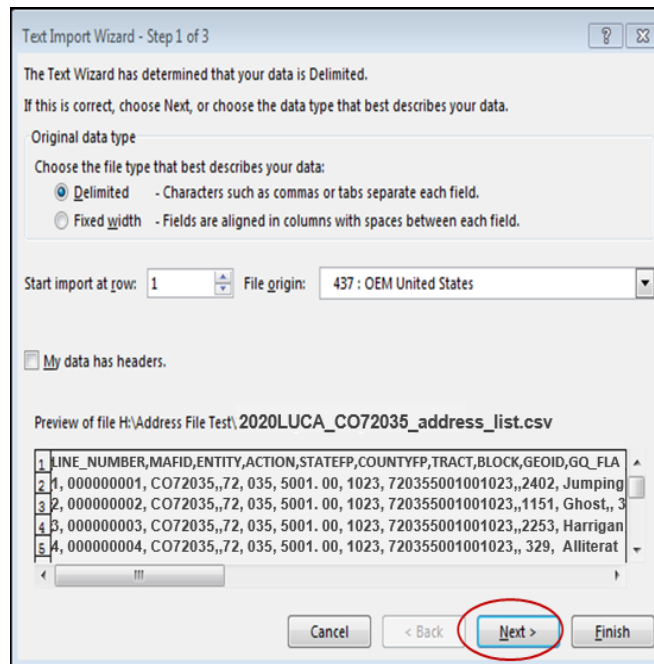 Text Import Wizard - Step 1 of 3
The Text Wizard has determined that your data is Delimited.
If this is correct, choose Next, or choose the data type that best describes your data.
Original data type
Choose the file type that best describes your data:
Delimited - Characters such as commas or tabs separate each field.
Fixed width - Fields are aligned in columns with spaces between each field.
Start import at row: 1 File origin: 437 : OEM United States
My data has headers.
Preview of file H:\Address File Test\ 2020LUCA_CO72035_address_list.csv
1 LINE_NUMBER,MAFID,ENTITY,ACTION,STATEFP,COUNTYFP,TRACT,BLOCK,GEOID,GQ_FLA
2 1, 000000001, CO72035,,72, 035, 5001. 00, 1023, 720355001001023,,2402, Jumping
3 2, 000000002, CO72035,,72, 035, 5001. 00, 1023, 720355001001023,,1151, Ghost,, 3
4 3, 000000003, CO72035,,72, 035, 5001. 00, 1023, 720355001001023,,2253, Harrigan
5 4, 000000004, CO72035,,72, 035, 5001. 00, 1023, 720355001001023,, 329, Alliterat
Cancel < Back Next > Finish